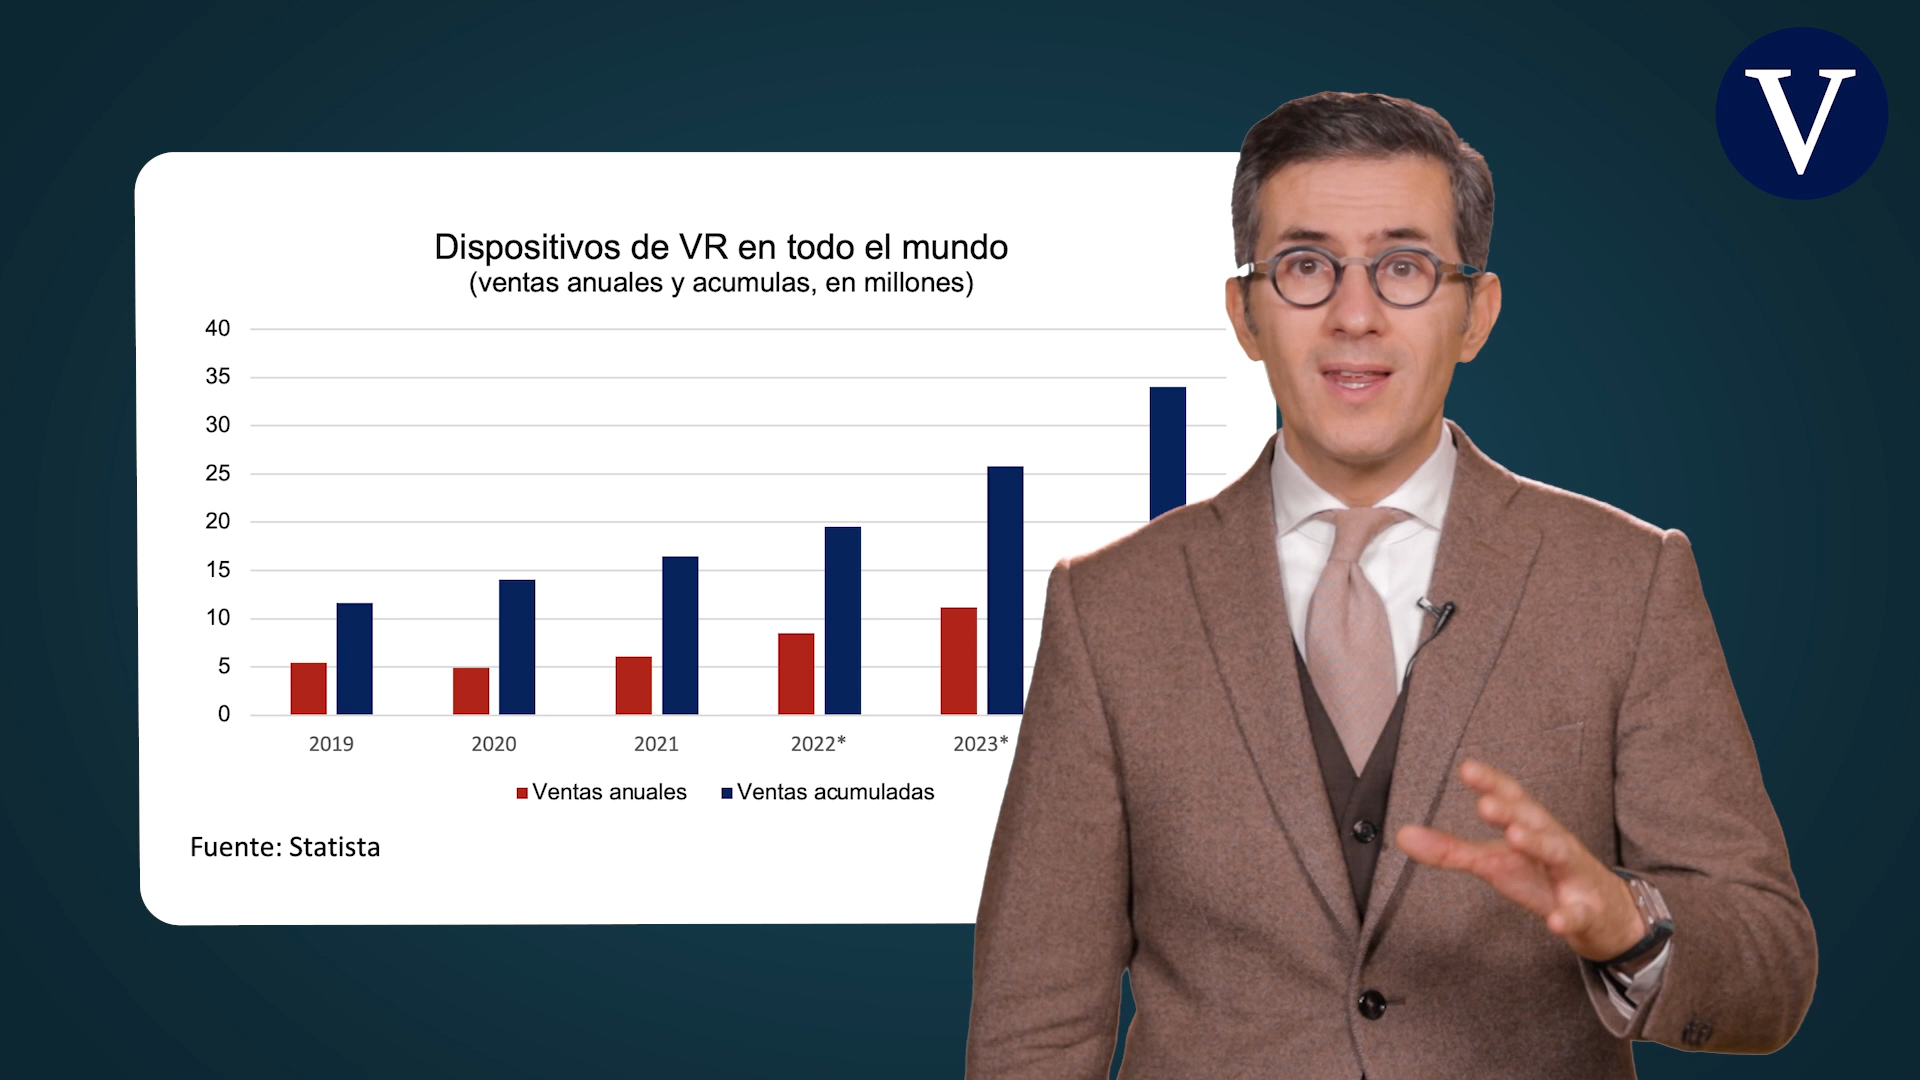 V
Dispositivos de VR en todo el mundo
(ventas anuales y acumulas, en millones)
40
35
30
25
20
15
10
5
0
2019 2020 2021 2022* 2023*
Ventas anuales Ventas acumuladas
Fuente: Statista